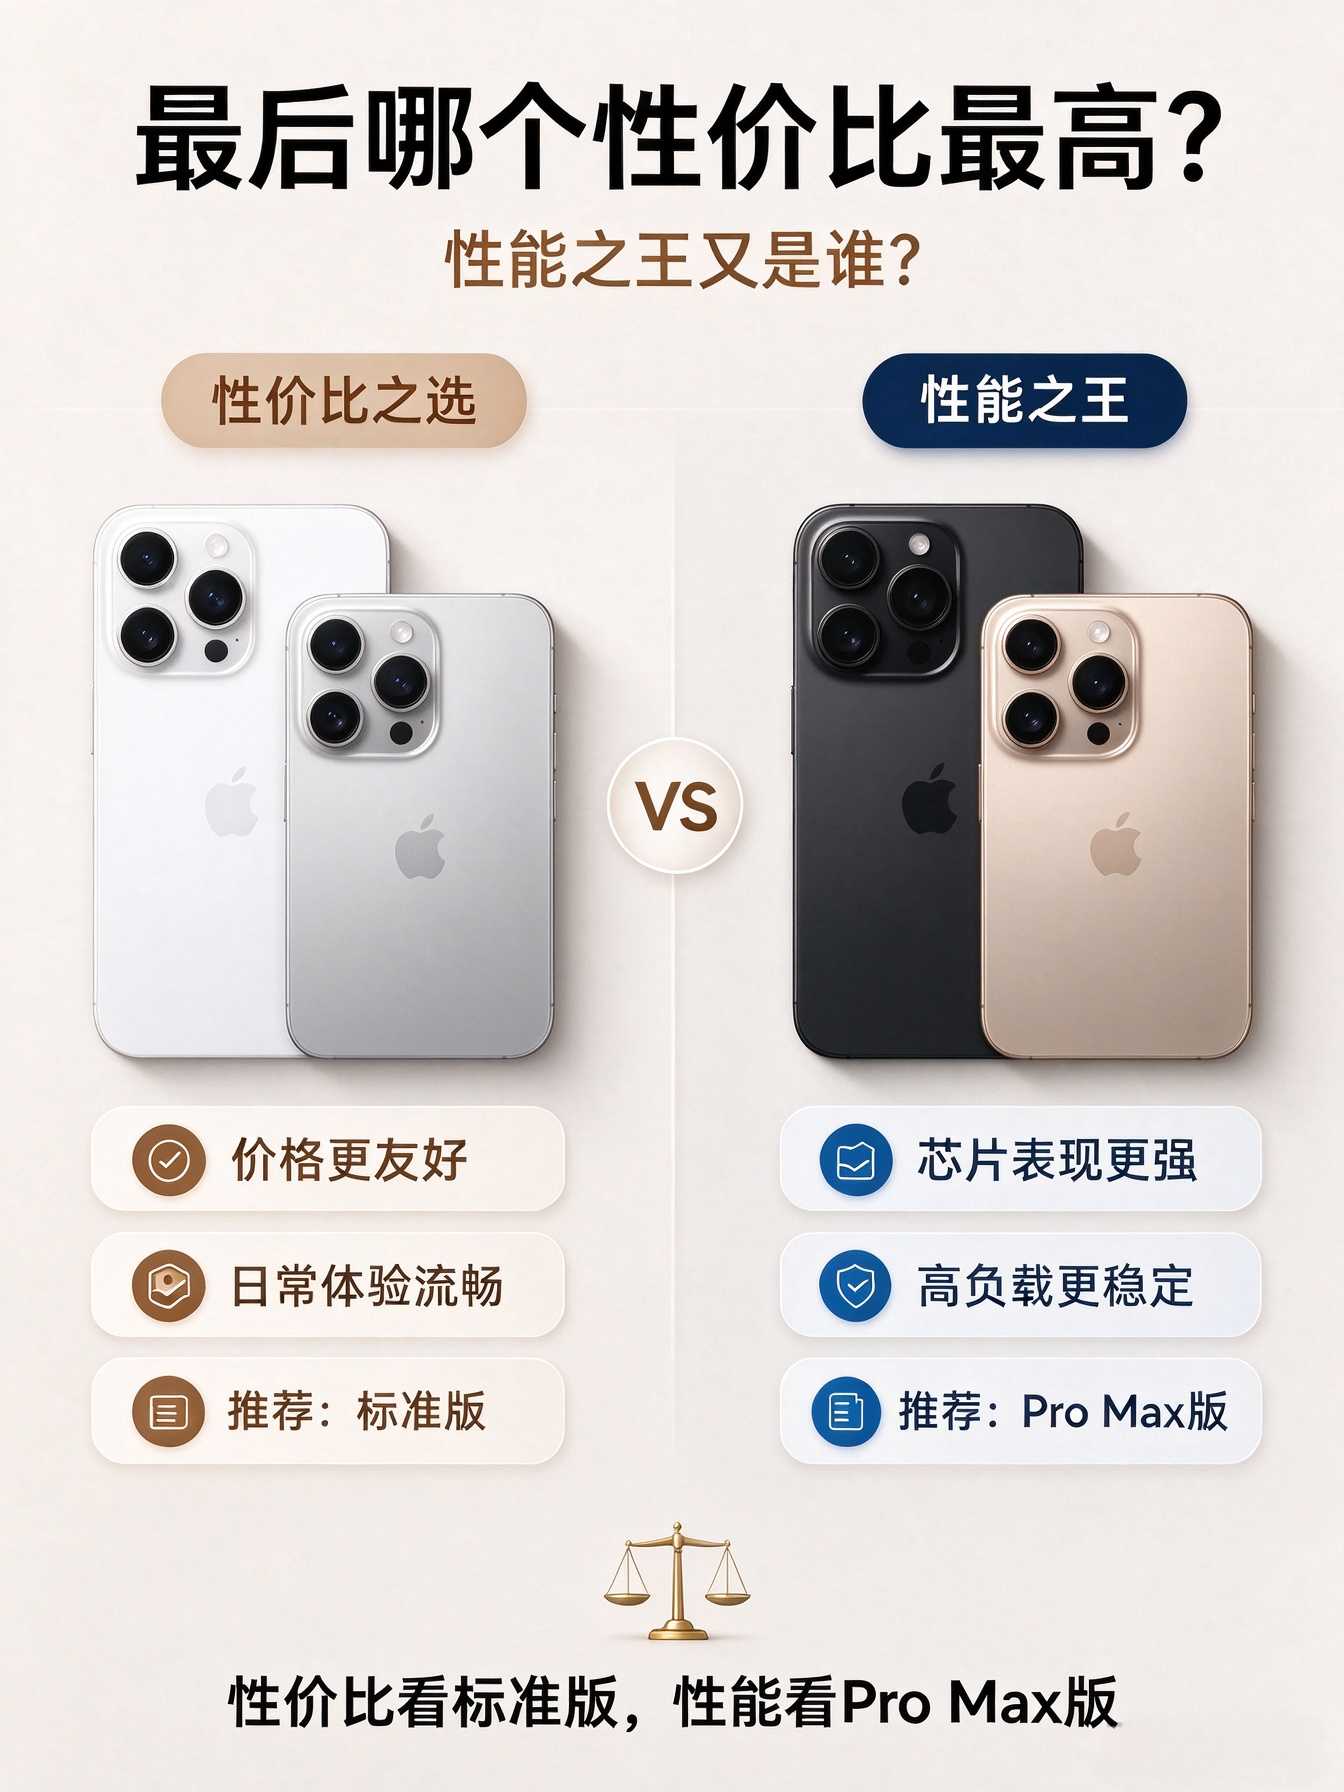 最后哪个性价比最高?
性能之王又是谁?
性价比之选
性能之王
VS
价格更友好
日常体验流畅
推荐：标准版
芯片表现更强
高负载更稳定
推荐：Pro Max版
性价比看标准版，性能看Pro Max版